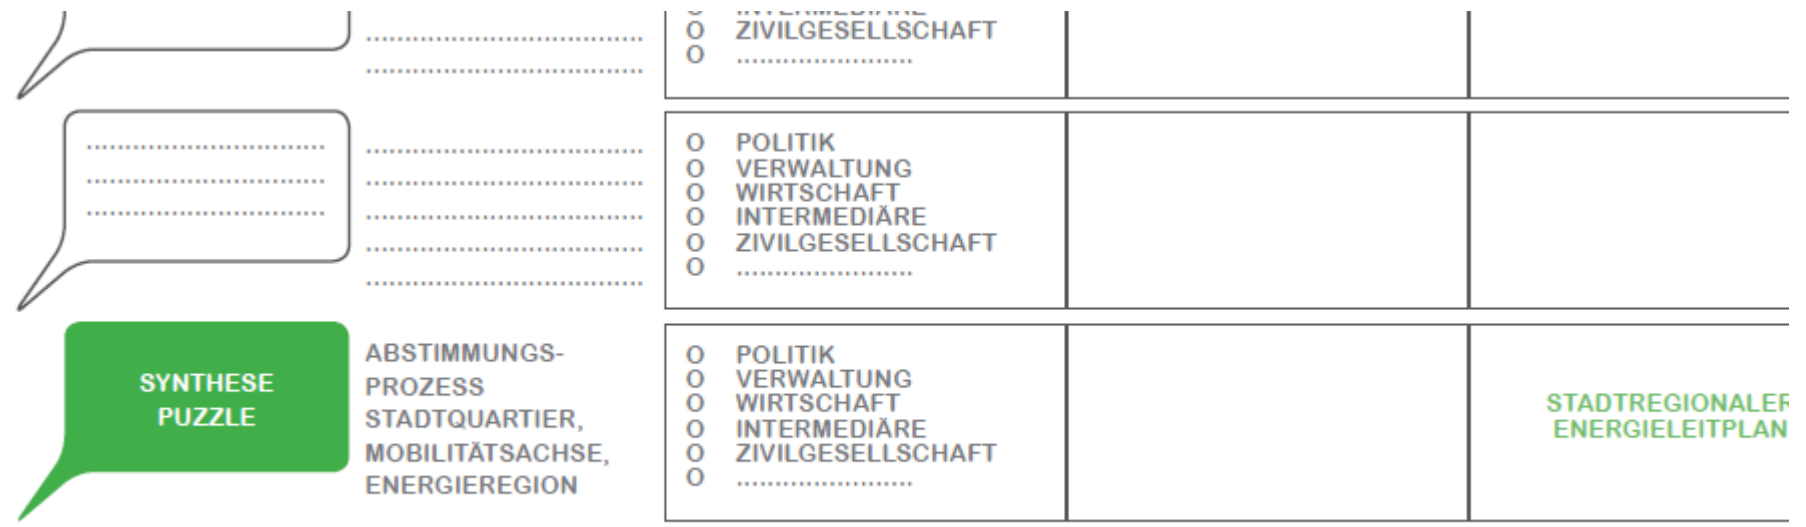 INTERMEDIÄRE
O ZIVILGESELLSCHAFT
O .......................
O POLITIK
O VERWALTUNG
O WIRTSCHAFT
O INTERMEDIÄRE
O ZIVILGESELLSCHAFT
O .......................
SYNTHESE
PUZZLE
ABSTIMMUNGS-
PROZESS
STADTQUARTIER,
MOBILITÄTSACHSE,
ENERGIEREGION
O POLITIK
O VERWALTUNG
O WIRTSCHAFT
O INTERMEDIÄRE
O ZIVILGESELLSCHAFT
O .......................
STADTREGIONALER
ENERGIELEITPLAN